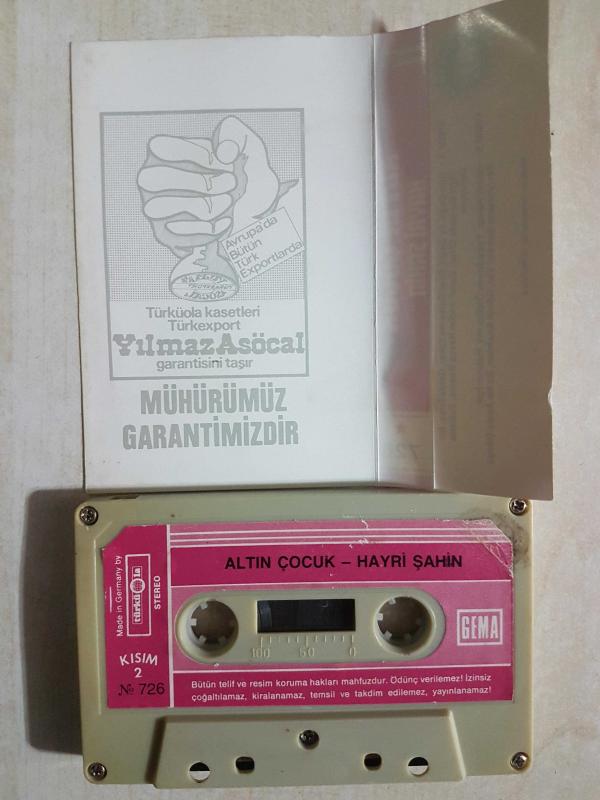 Avrupa'da
Bütün
Türk
Exportlarda
Türküola kasetleri
Türkexport
YılmazAsöcal
garantisini taşır
MÜHÜRÜMÜZ
GARANTİMİZDİR
ALTIN ÇOCUK – HAYRİ ŞAHİN
Made in Germany by
türküola
STEREO
KISIM
2
№ 726
100 50 0
GEMA
Bütün telif ve resim koruma hakları mahfuzdur. Ödünç verilemez! İzinsiz
çoğaltılamaz, kiralanamaz, temsil ve takdim edilemez, yayınlanamaz!